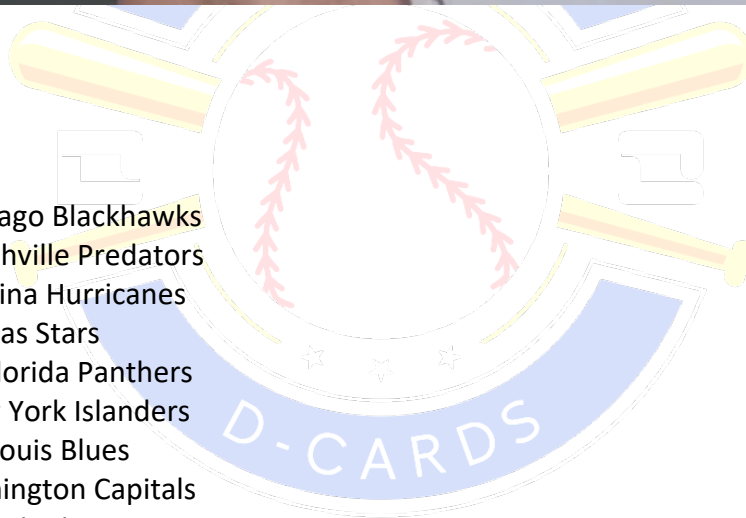 ago Blackhawks
hville Predators
ina Hurricanes
as Stars
lorida Panthers
York Islanders
ouis Blues
ington Capitals
D-CARDS